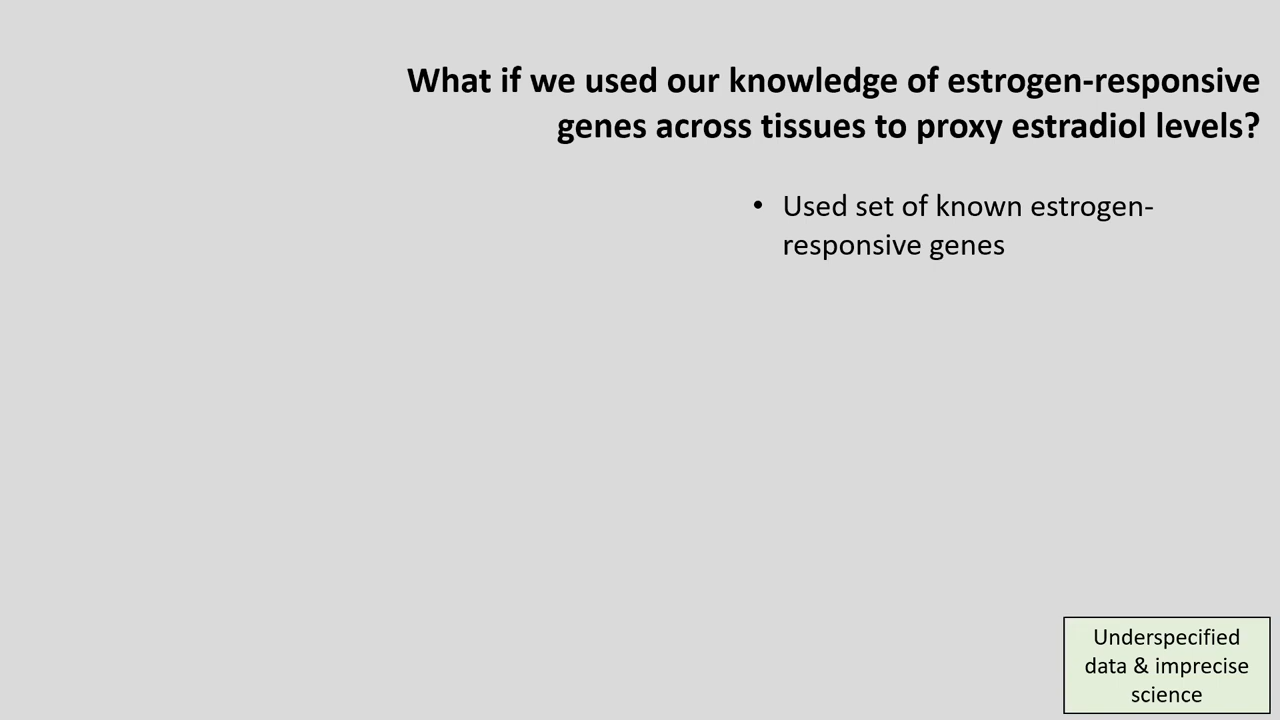 What if we used our knowledge of estrogen-responsive
genes across tissues to proxy estradiol levels?
• Used set of known estrogen-
responsive genes
Underspecified
data & imprecise
science